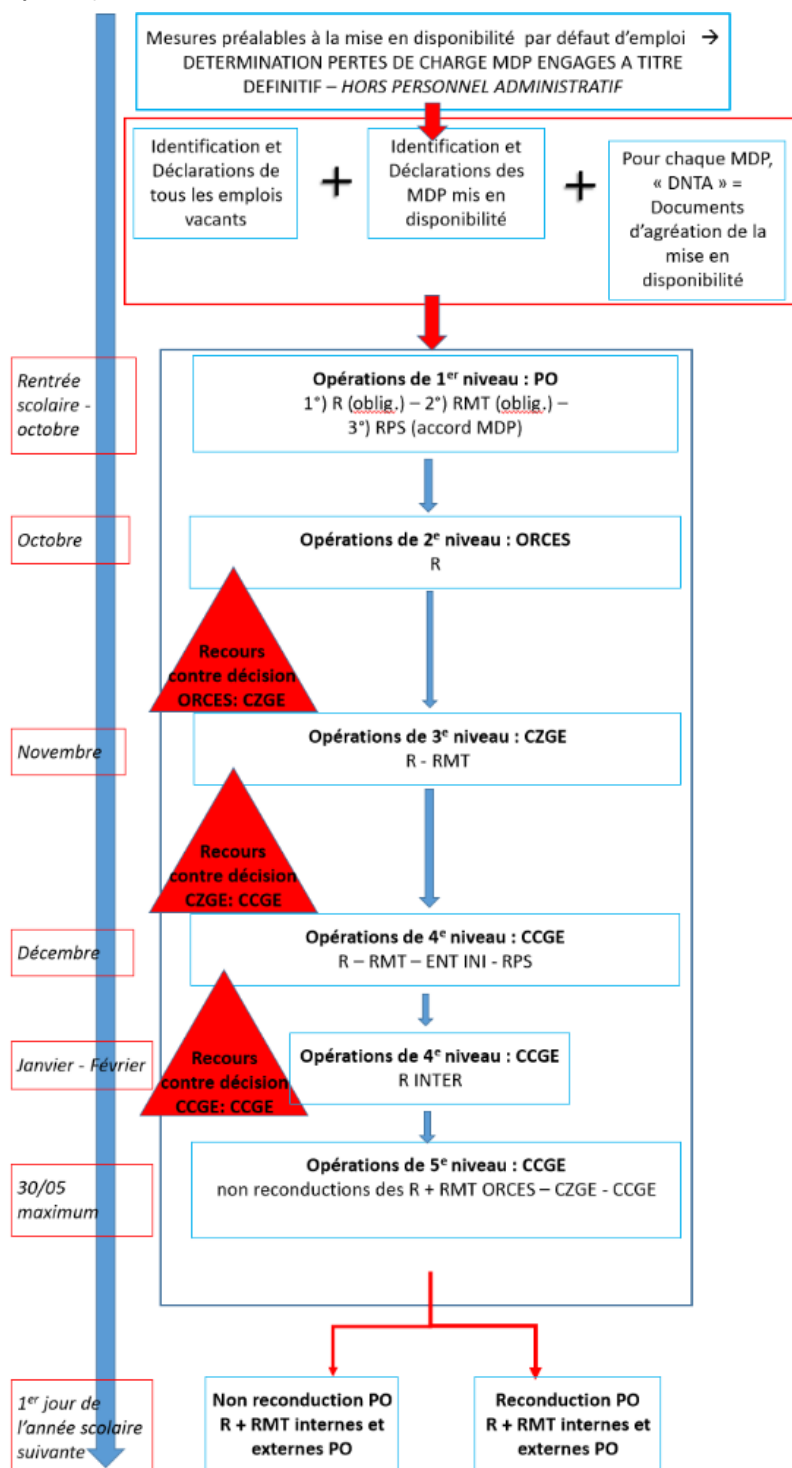 Mesures préalables à la mise en disponibilité par défaut d'emploi →
DETERMINATION PERTES DE CHARGE MDP ENGAGES A TITRE
DEFINITIF – HORS PERSONNEL ADMINISTRATIF
Identification et
Déclarations de
tous les emplois
vacants
+
Identification et
Déclarations des
MDP mis en
disponibilité
+
Pour chaque MDP,
« DNTA » =
Documents
d'agréation de la
mise en
disponibilité
Rentrée
scolaire -
octobre
Opérations de 1er niveau : PO
1°) R (oblig.) – 2°) RMT (oblig.) –
3°) RPS (accord MDP)
Octobre
Opérations de 2e niveau : ORCES
R
Recours
contre décision
ORCES: CZGE
Novembre
Opérations de 3e niveau : CZGE
R - RMT
Recours
contre décision
CZGE: CCGE
Décembre
Opérations de 4e niveau : CCGE
R – RMT – ENT INI - RPS
Janvier - Février
Recours
contre décision
CCGE: CCGE
Opérations de 4e niveau : CCGE
R INTER
30/05
maximum
Opérations de 5e niveau : CCGE
non reconductions des R + RMT ORCES – CZGE - CCGE
1er jour de
l'année scolaire
suivante
Non reconduction PO
R + RMT internes et
externes PO
Reconduction PO
R + RMT internes et
externes PO